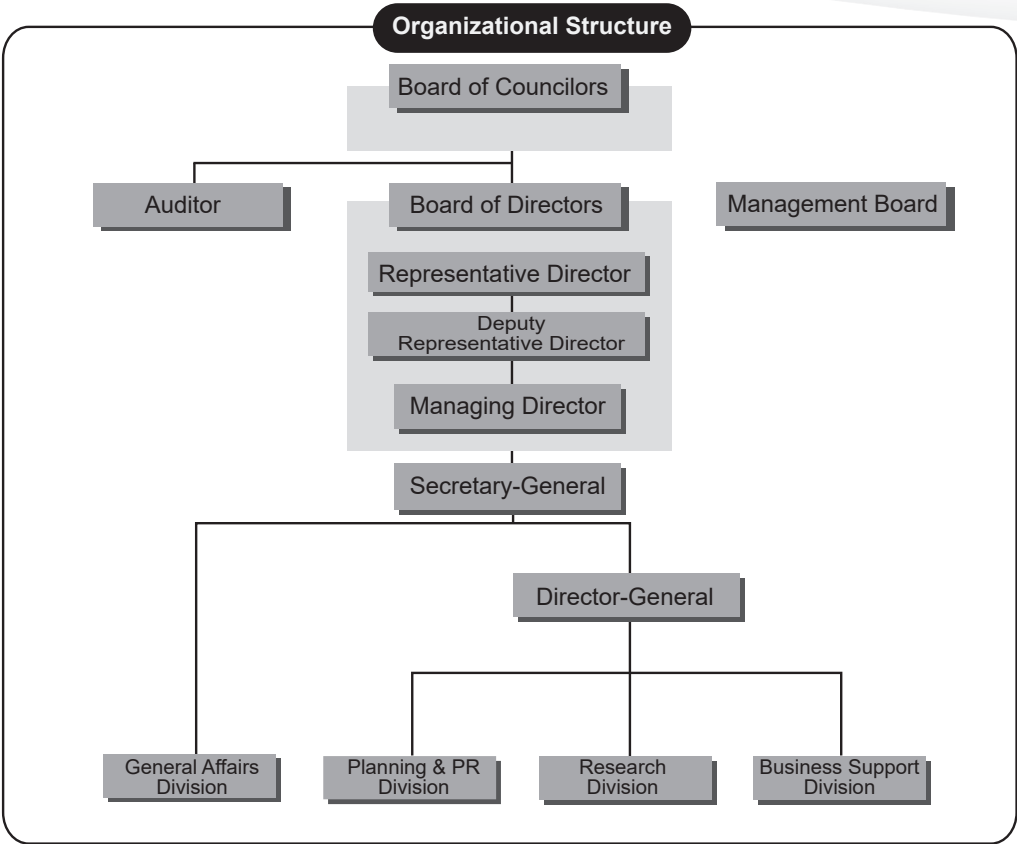 Organizational Structure
Board of Councilors
Auditor
Board of Directors
Management Board
Representative Director
Deputy
Representative Director
Managing Director
Secretary-General
Director-General
General Affairs
Division
Planning & PR
Division
Research
Division
Business Support
Division